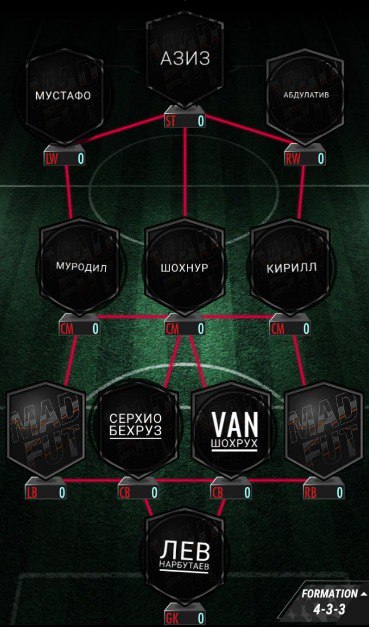 АЗИЗ
МУСТАФО
АБДУЛАТИВ
ST 0
LW 0
RW 0
МУРОДИЛ
ШОХНУР
КИРИЛЛ
CM 0
CM 0
CM 0
MAD
FUT
СЕРХИО
БЕХРУЗ
VAN
ШОХРУХ
MAD
FUT
LB 0
CB 0
CB 0
RB 0
ЛЕВ
НАРБУТАЕВ
GK 0
FORMATION
4-3-3